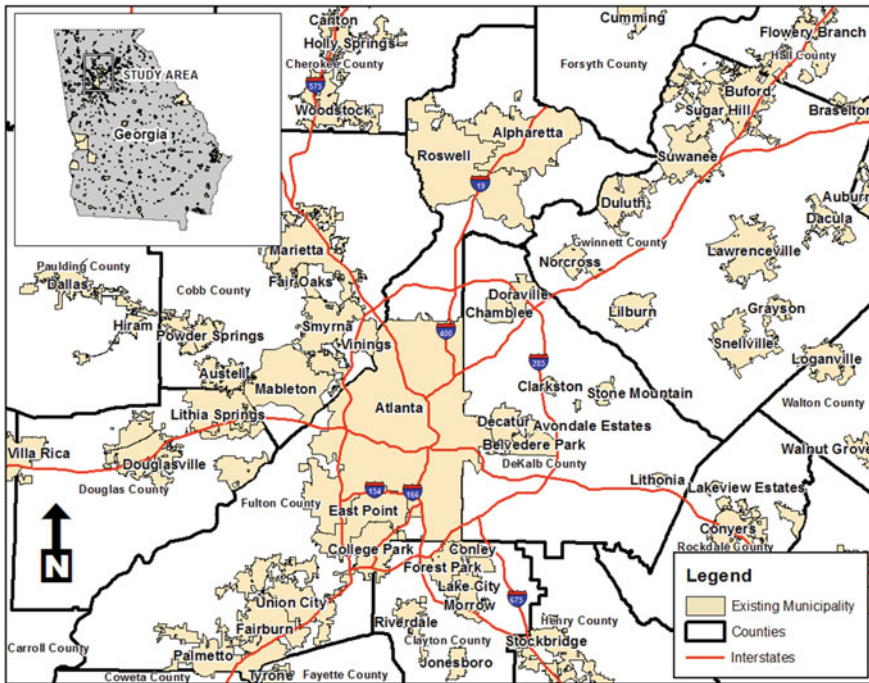 Canton
Holly Springs
Cherokee County
575
Woodstock
Cumming
Forsyth County
Flowery Branch
Hall County
Buford
Sugar Hill
Braselton
STUDY AREA
Georgia
Alpharetta
Roswell
19
Suwanee
Duluth
Auburn
Dacula
Gwinnett County
Marietta
Norcross
Lawrenceville
Paulding County
Dallas
Cobb County
Fair Oaks
Doraville
Chamblee
Lilburn
Grayson
Hiram
Powder Springs
Smyrna
Vinings
400
Snellville
Austell
Mableton
285
Loganville
Clarkston
Stone Mountain
Walton County
Atlanta
Lithia Springs
Decatur
Avondale Estates
Belvedere Park
Villa Rica
Douglasville
DeKalb County
Walnut Grove
Douglas County
Fulton County
154
166
Lithonia
Lakeview Estates
East Point
Conyers
Rockdale County
N
College Park
Conley
Forest Park
Lake City
Morrow
675
Union City
Riverdale
Henry County
Fairburn
Clayton County
Stockbridge
Carroll County
Palmetto
Jonesboro
Coweta County
Tyrone
Fayette County
Legend
Existing Municipality
Counties
Interstates